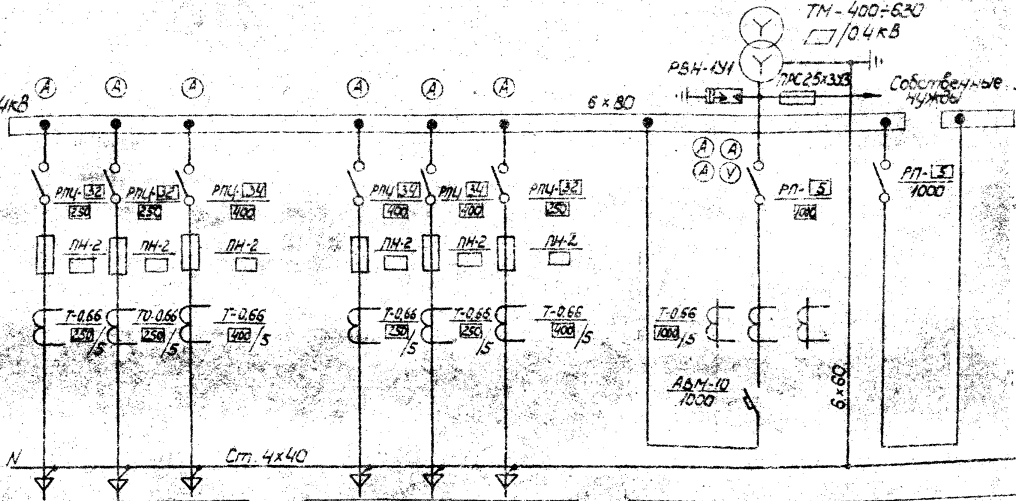 ТМ-400÷630
/0.4кВ
РВН-1У1
ПРС25х3х3
Собственные
нужды
А А А А А А
4кВ
6×80
А А
А V
РПЦ-32
250
РПЦ-32
250
РПЦ 34
400
РПЦ 34
400
РПЦ 34
400
РПЦ-32
250
РП-5
1000
РП-5
1000
ПН-2 ПН-2 ПН-2 ПН-2 ПН-2 ПН-2
Т-0,66
250/5
ТО-0,66
250/5
Т-0,66
400/5
Т-0,66
250/5
Т-0,66
250/5
Т-0,66
400/5
Т-0,66
1000/5
АВМ-10
1000
6×60
N
Ст. 4×40